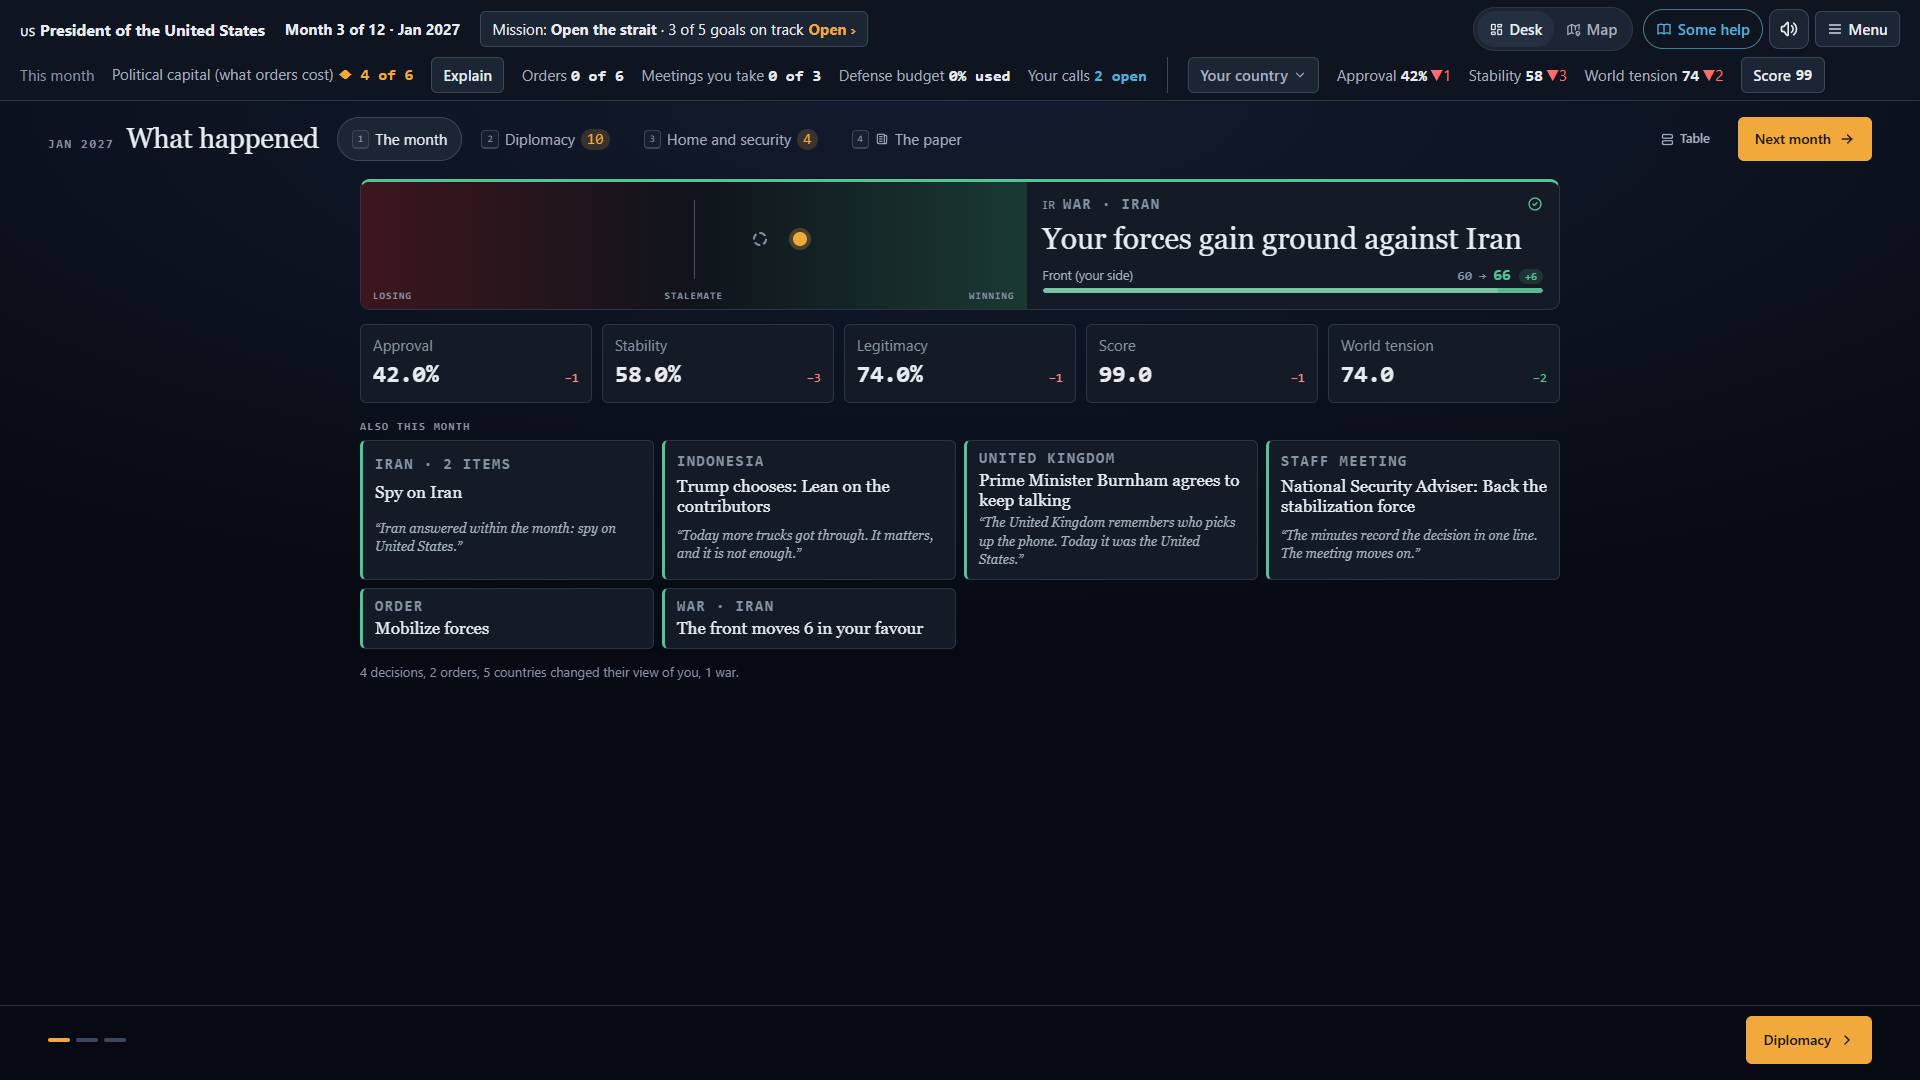 US President of the United States
Month 3 of 12 · Jan 2027
Mission: Open the strait · 3 of 5 goals on track Open ›
Desk
Map
Some help
Menu
This month
Political capital (what orders cost) ◆ 4 of 6
Explain
Orders 0 of 6
Meetings you take 0 of 3
Defense budget 0% used
Your calls 2 open
Your country
Approval 42% ▼1
Stability 58 ▼3
World tension 74 ▼2
Score 99
JAN 2027
What happened
1 The month
2 Diplomacy 10
3 Home and security 4
4 The paper
Table
Next month →
LOSING
STALEMATE
WINNING
IR WAR · IRAN
Your forces gain ground against Iran
Front (your side)
60 → 66 +6
Approval
42.0%
−1
Stability
58.0%
−3
Legitimacy
74.0%
−1
Score
99.0
−1
World tension
74.0
−2
ALSO THIS MONTH
IRAN · 2 ITEMS
Spy on Iran
“Iran answered within the month: spy on
United States.”
INDONESIA
Trump chooses: Lean on the
contributors
“Today more trucks got through. It matters,
and it is not enough.”
UNITED KINGDOM
Prime Minister Burnham agrees to
keep talking
“The United Kingdom remembers who picks
up the phone. Today it was the United
States.”
STAFF MEETING
National Security Adviser: Back the
stabilization force
“The minutes record the decision in one line.
The meeting moves on.”
ORDER
Mobilize forces
WAR · IRAN
The front moves 6 in your favour
4 decisions, 2 orders, 5 countries changed their view of you, 1 war.
Diplomacy ›